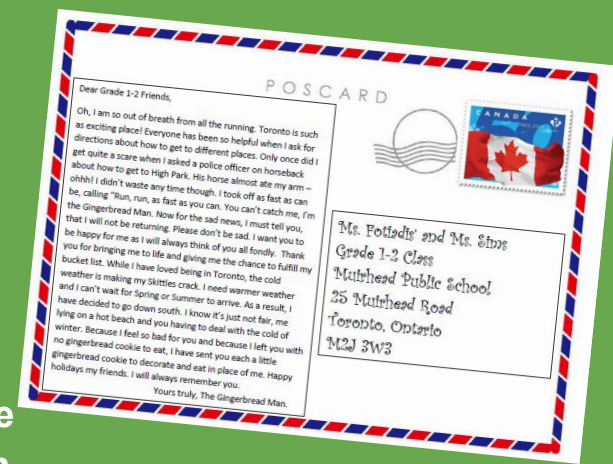 POSCARD
CANADA
Dear Grade 1-2 Friends,
Oh, I am so out of breath from all the running. Toronto is such
as exciting place! Everyone has been so helpful when I ask for
directions about how to get to different places. Only once did I
get quite a scare when I asked a police officer on horseback
about how to get to High Park. His horse almost ate my arm –
ohhh! I didn't waste any time though. I took off as fast as can
be, calling "Run, run, as fast as you can. You can't catch me, I'm
the Gingerbread Man. Now for the sad news, I must tell you,
that I will not be returning. Please don't be sad. I want you to
be happy for me as I will always think of you all fondly. Thank
you for bringing me to life and giving me the chance to fulfill my
bucket list. While I have loved being in Toronto, the cold
weather is making my Skittles crack. I need warmer weather
and I can't wait for Spring or Summer to arrive. As a result, I
have decided to go down south. I know it's just not fair, me
lying on a hot beach and you having to deal with the cold of
winter. Because I feel so bad for you and because I left you with
no gingerbread cookie to eat, I have sent you each a little
gingerbread cookie to decorate and eat in place of me. Happy
holidays my friends. I will always remember you.
Yours truly, The Gingerbread Man.
Ms. Fotiadis' and Ms. Sims
Grade 1-2 Class
Muirhead Public School
25 Muirhead Road
Toronto, Ontario
M2J 3W3